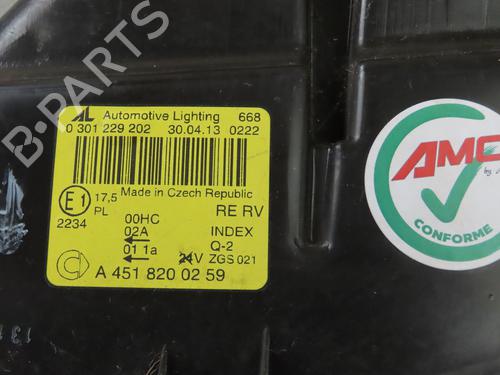 B-PARTS
AL Automotive Lighting 668
0 301 229 202 30.04.13 0222
Made in Czech Republic
E1 17,5
2234 PL
00HC RE RV
02A INDEX
01 1a Q-2
24V ZGS 021
A 451 820 02 59
AMC
by
CONFORME